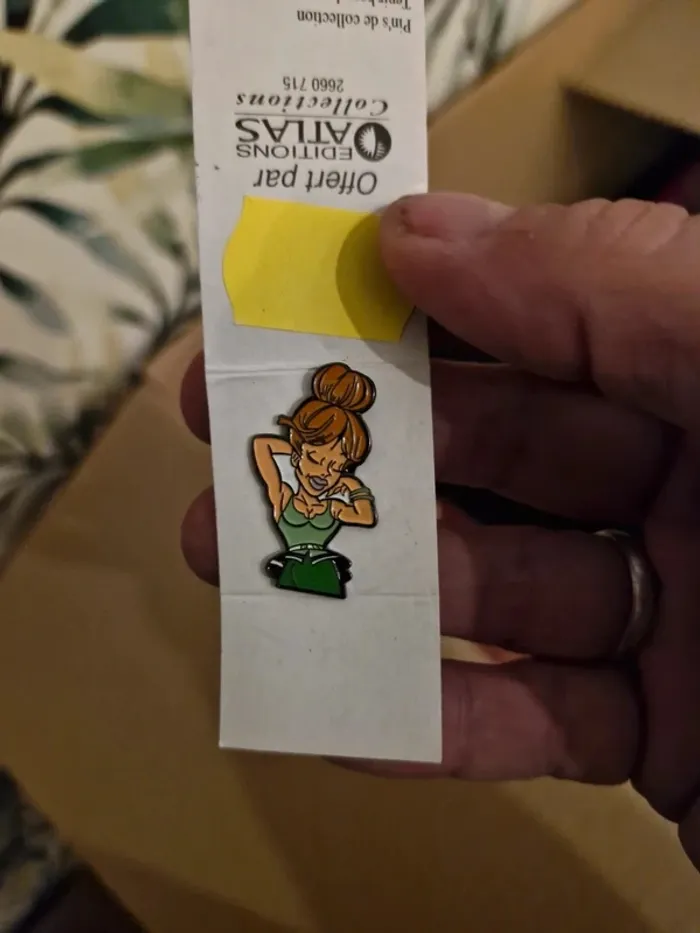 Offert par
EDITIONS
ATLAS
Collections
2660 715
Pin's de collection